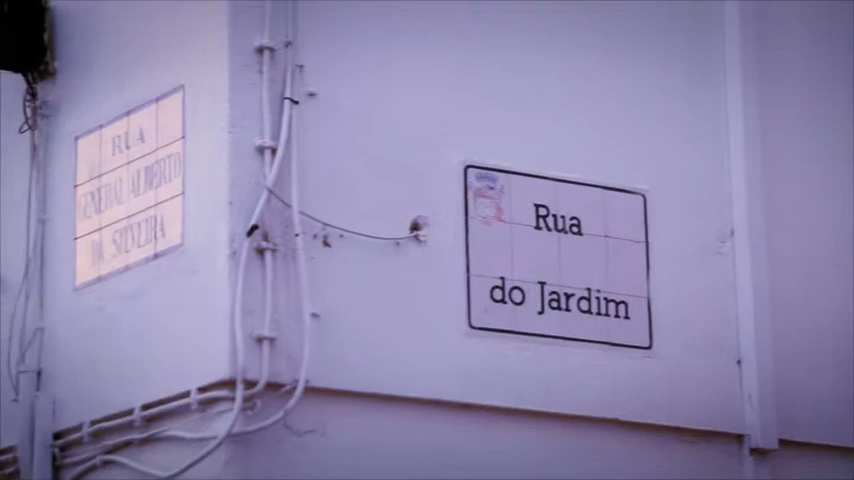 RUA
GENERAL ALBERTO
DA SILVEIRA
Rua
do Jardim